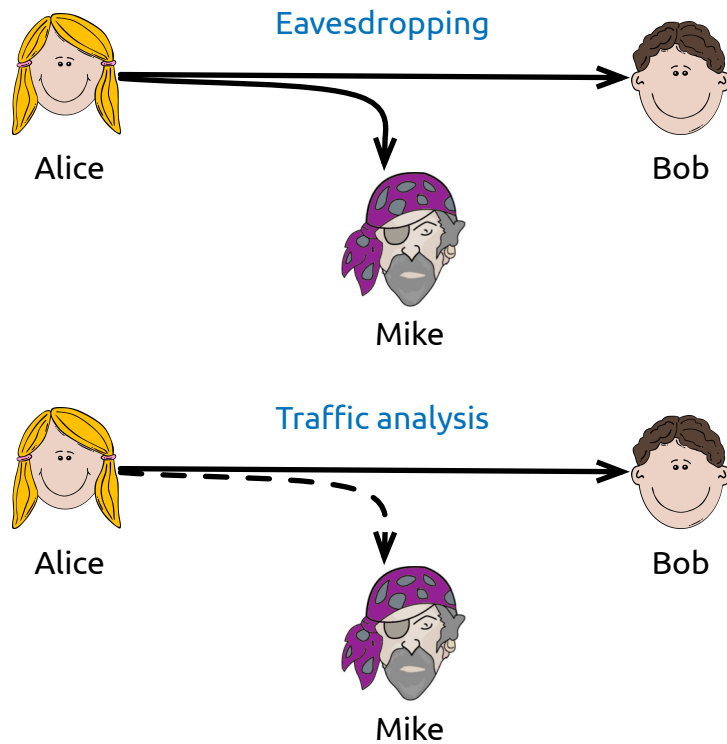 Eavesdropping
Alice
Bob
Mike
Traffic analysis
Alice
Bob
Mike